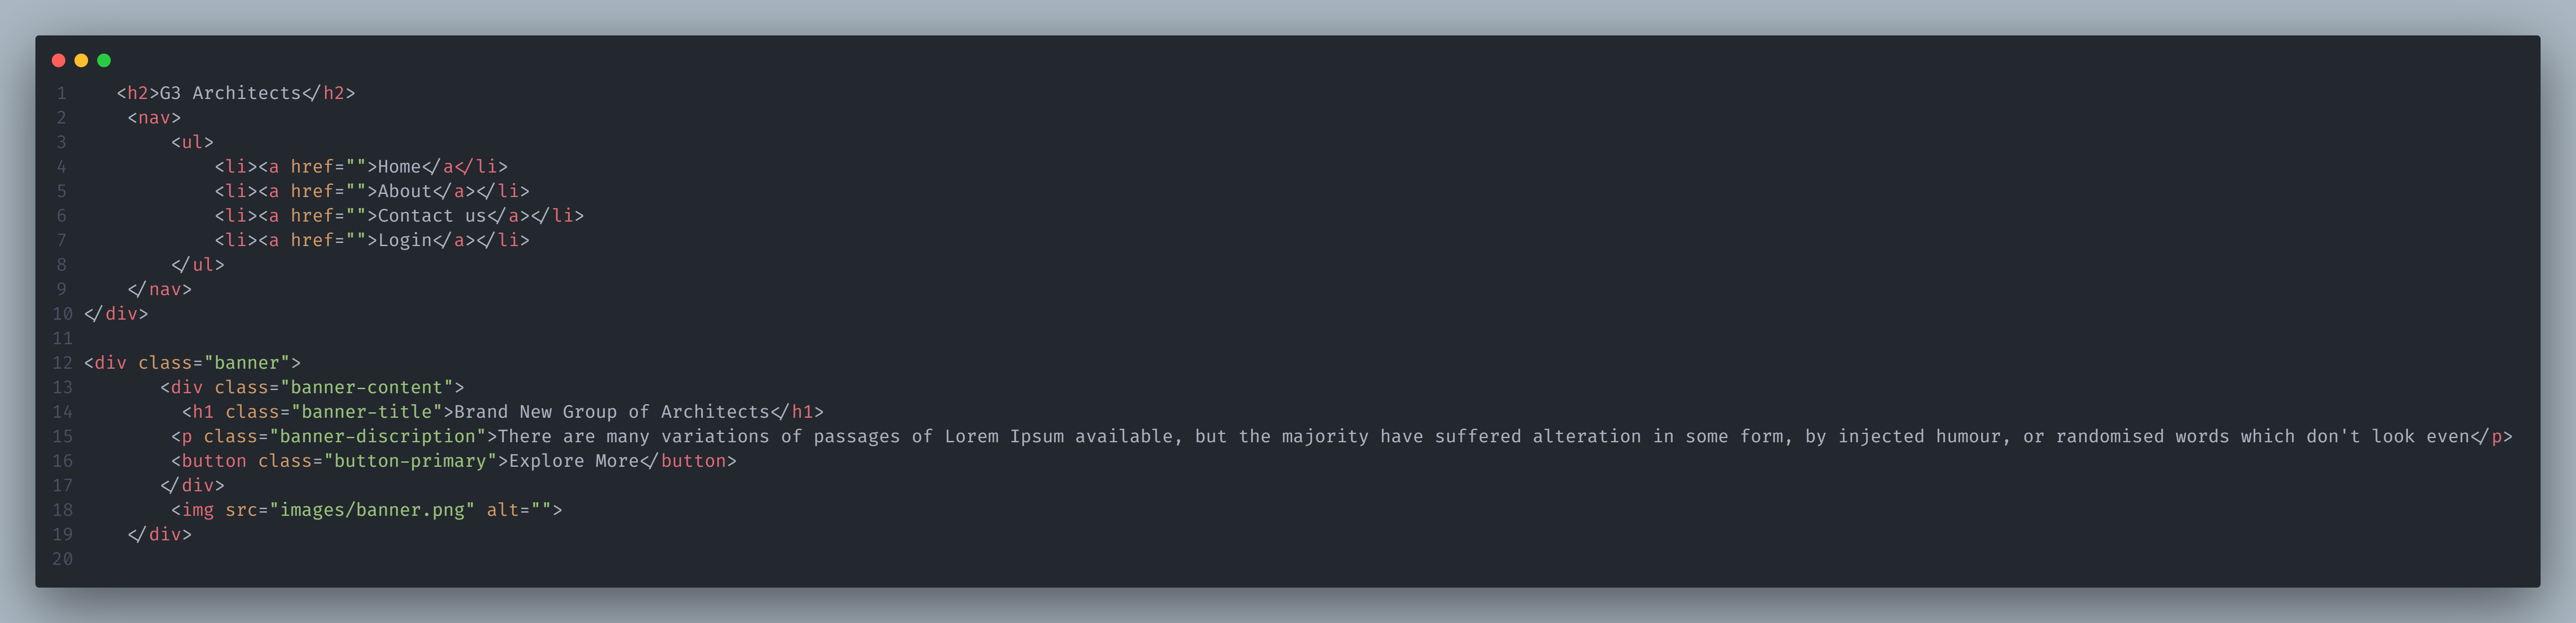 1    <h2>G3 Architects</h2>
2     <nav>
3         <ul>
4             <li><a href="">Home</a</li>
5             <li><a href="">About</a></li>
6             <li><a href="">Contact us</a></li>
7             <li><a href="">Login</a></li>
8         </ul>
9     </nav>
10 </div>
11
12 <div class="banner">
13        <div class="banner-content">
14          <h1 class="banner-title">Brand New Group of Architects</h1>
15         <p class="banner-discription">There are many variations of passages of Lorem Ipsum available, but the majority have suffered alteration in some form, by injected humour, or randomised words which don't look even</p>
16         <button class="button-primary">Explore More</button>
17        </div>
18         <img src="images/banner.png" alt="">
19     </div>
20